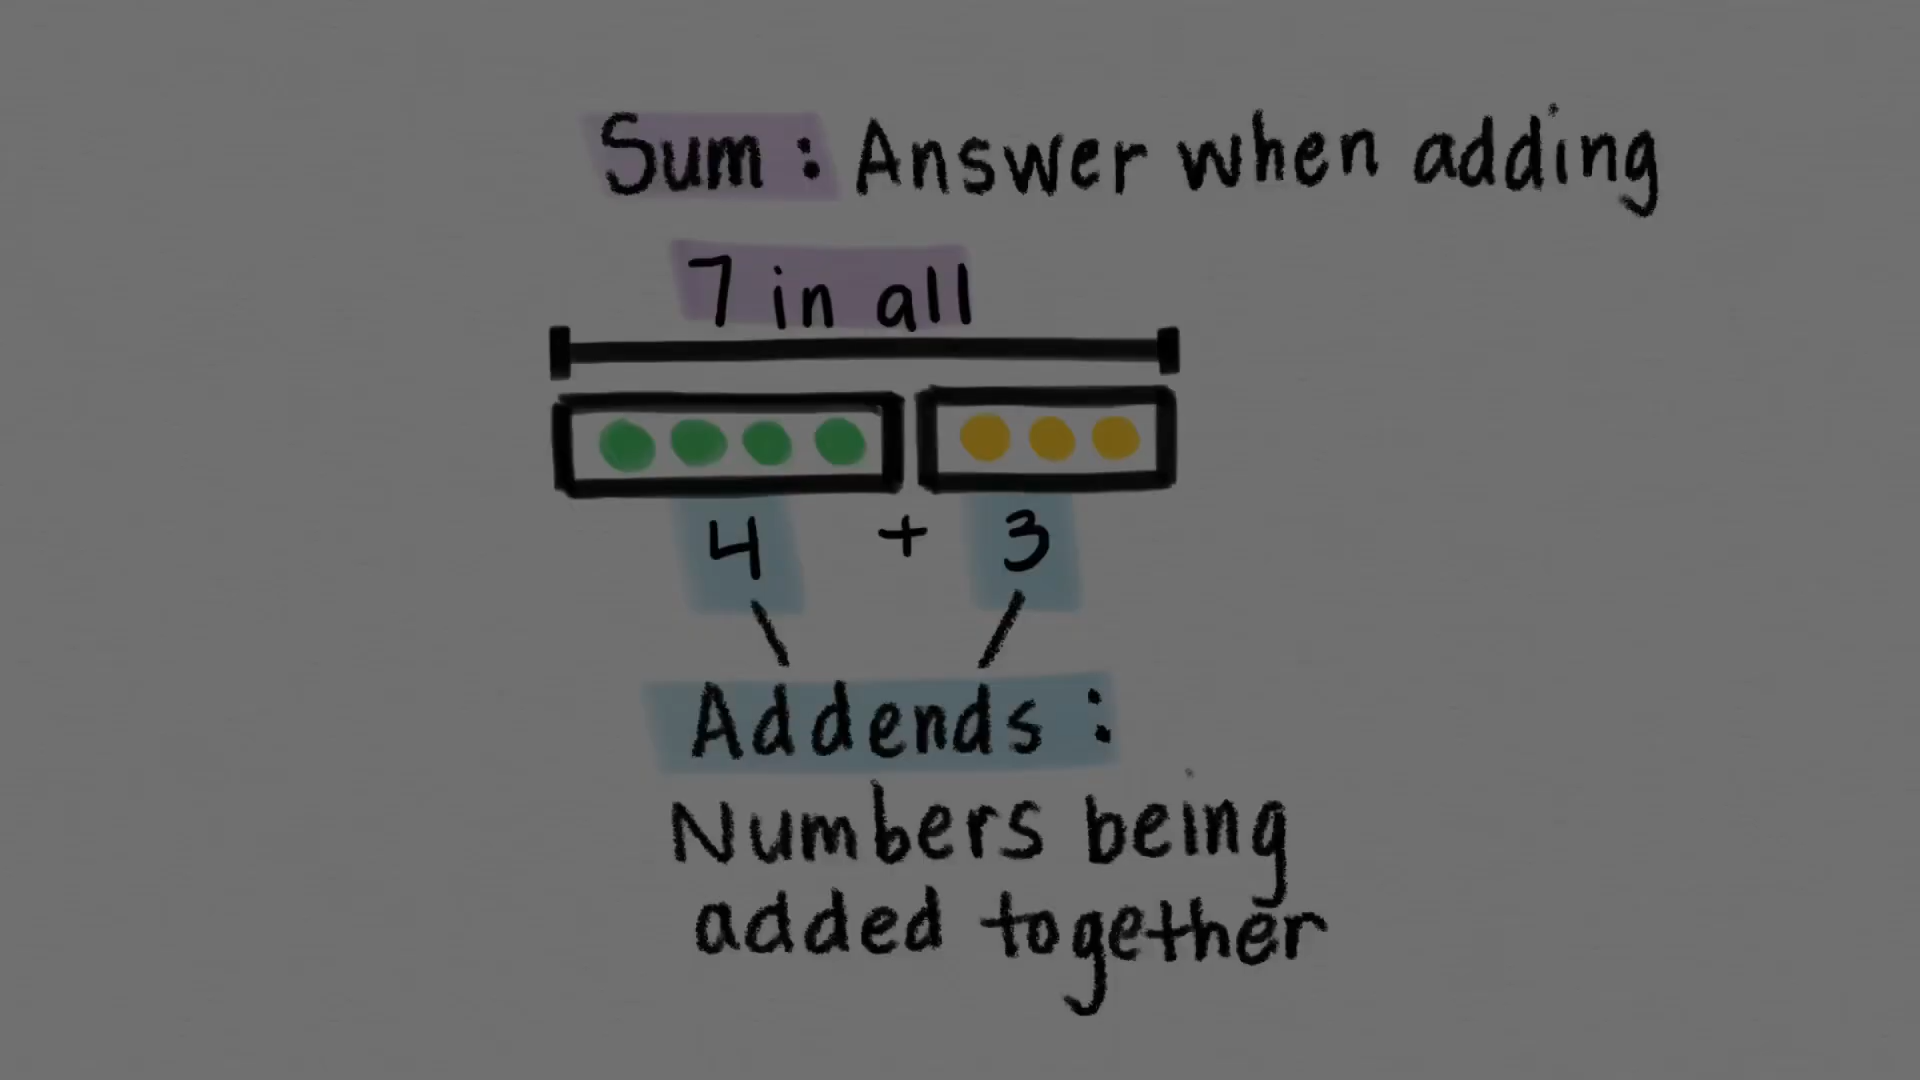 Sum: Answer when adding
7 in all
4 + 3
Addends:
Numbers being
added together